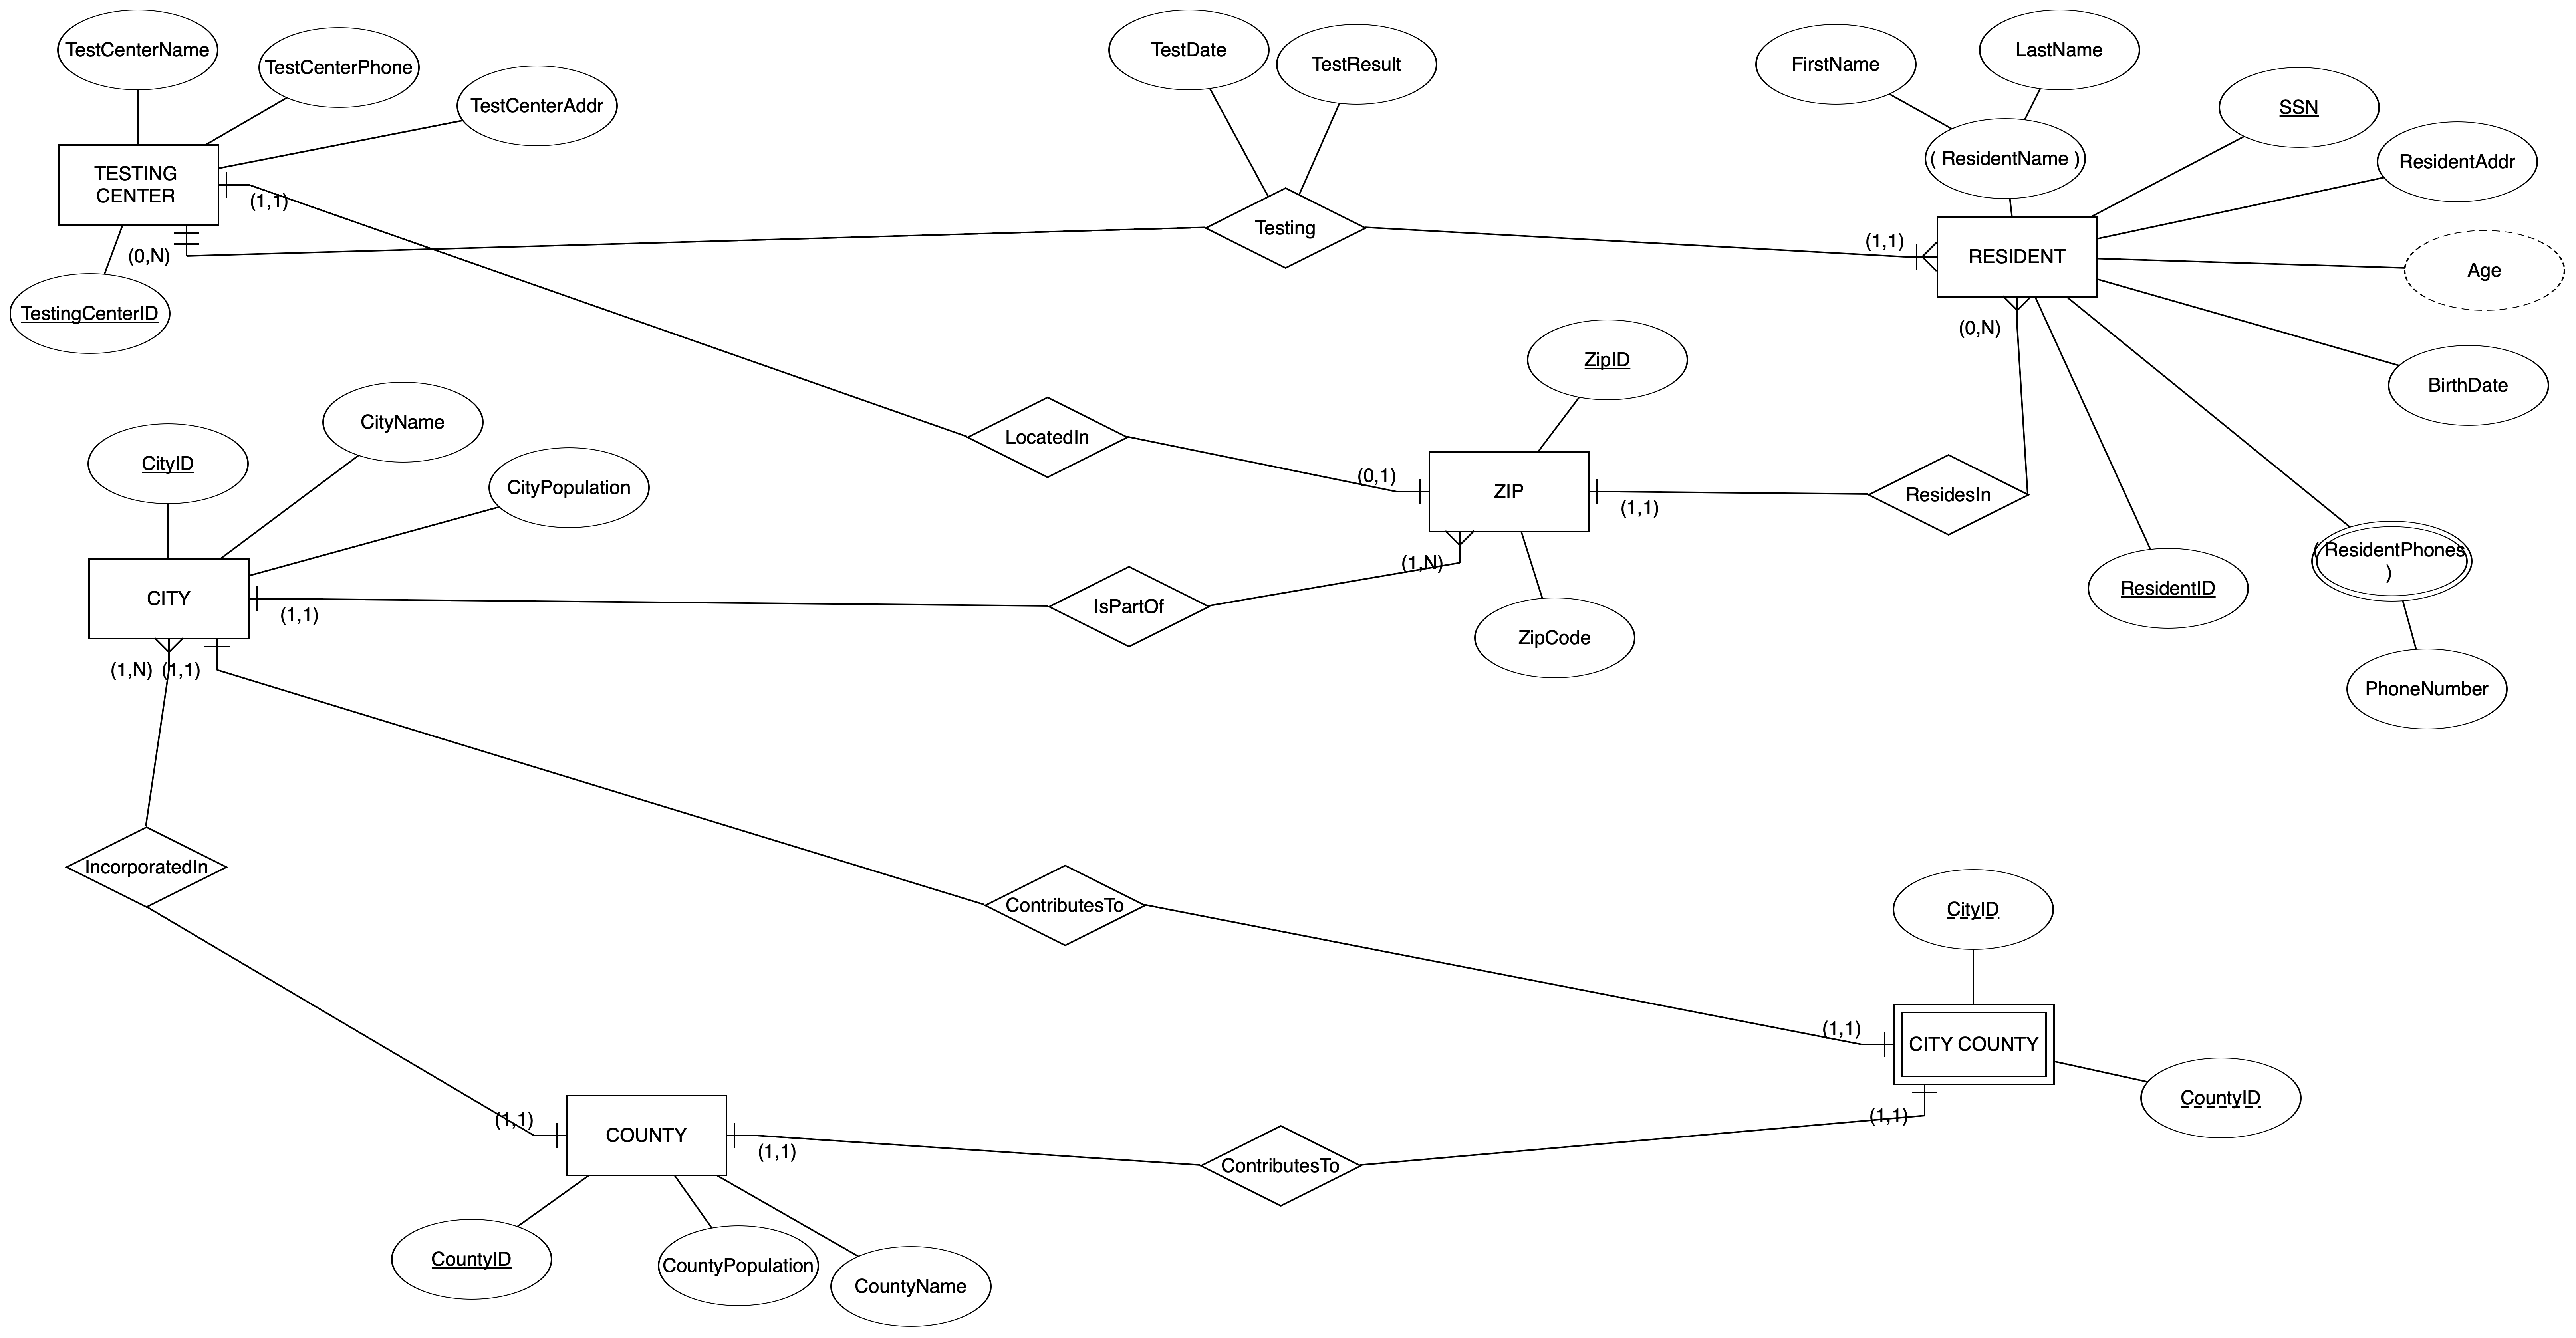 TestCenterName
TestCenterPhone
TestCenterAddr
TESTING
CENTER
(1,1)
(0,N)
TestingCenterID
TestDate
TestResult
Testing
FirstName
LastName
( ResidentName )
SSN
ResidentAddr
(1,1)
RESIDENT
Age
(0,N)
BirthDate
ZipID
CityName
CityID
CityPopulation
LocatedIn
(0,1)
ZIP
(1,1)
ResidesIn
( ResidentPhones
)
ResidentID
PhoneNumber
CITY
(1,1)
IsPartOf
(1,N)
ZipCode
(1,N)
(1,1)
IncorporatedIn
ContributesTo
CityID
(1,1)
CITY COUNTY
CountyID
(1,1)
(1,1)
COUNTY
(1,1)
ContributesTo
CountyID
CountyPopulation
CountyName